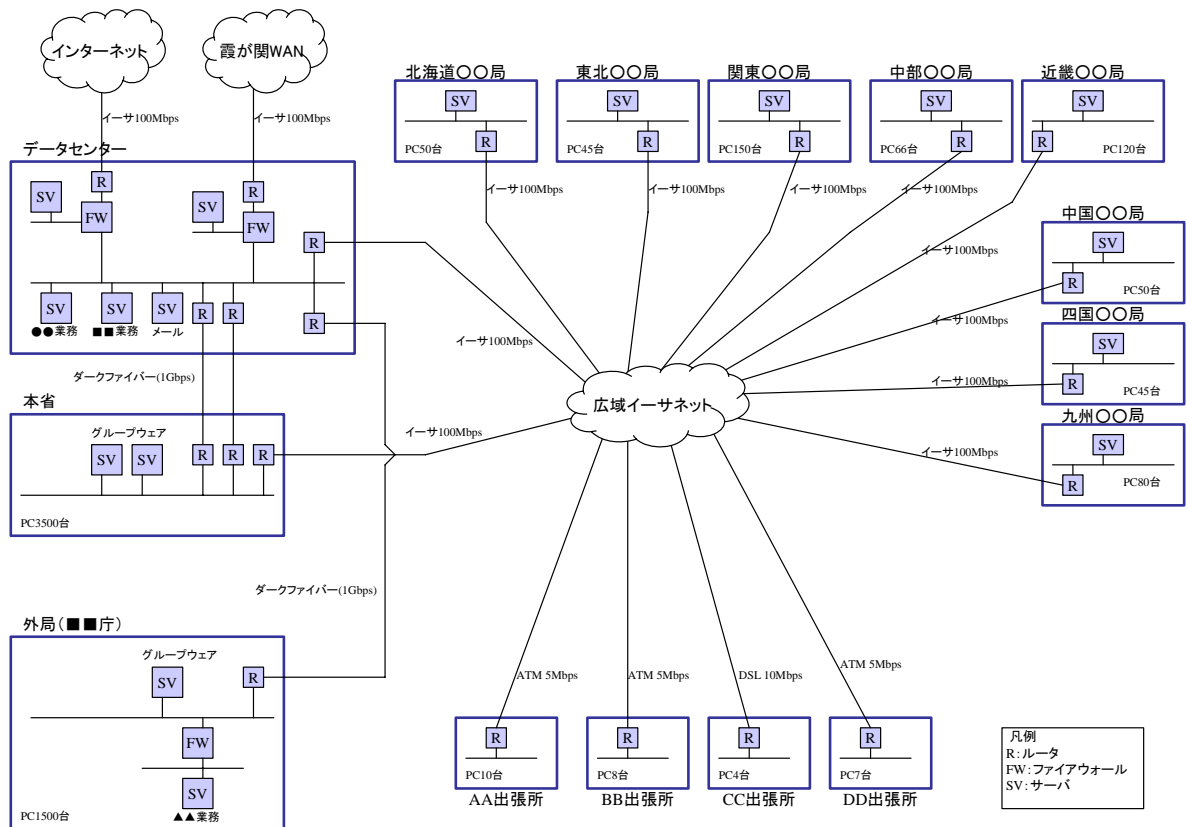 インターネット
霞が関WAN
イーサ100Mbps
イーサ100Mbps
データセンター
R
R
SV
SV
FW
FW
R
SV
SV
SV
R
R
R
●●業務
■■業務
メール
ダークファイバー(1Gbps)
イーサ100Mbps
本省
グループウェア
SV
SV
R
R
R
PC3500台
イーサ100Mbps
ダークファイバー(1Gbps)
外局(■■庁)
グループウェア
SV
R
FW
SV
PC1500台
▲▲業務
北海道〇〇局
SV
R
PC50台
イーサ100Mbps
東北〇〇局
SV
R
PC45台
イーサ100Mbps
関東〇〇局
SV
R
PC150台
イーサ100Mbps
中部〇〇局
SV
R
PC66台
イーサ100Mbps
近畿〇〇局
SV
R
PC120台
イーサ100Mbps
中国〇〇局
SV
R
PC50台
イーサ100Mbps
四国〇〇局
SV
R
PC45台
イーサ100Mbps
九州〇〇局
SV
R
PC80台
イーサ100Mbps
広域イーサネット
ATM 5Mbps
ATM 5Mbps
DSL 10Mbps
ATM 5Mbps
R
PC10台
AA出張所
R
PC8台
BB出張所
R
PC4台
CC出張所
R
PC7台
DD出張所
凡例
R:ルータ
FW:ファイアウォール
SV:サーバ